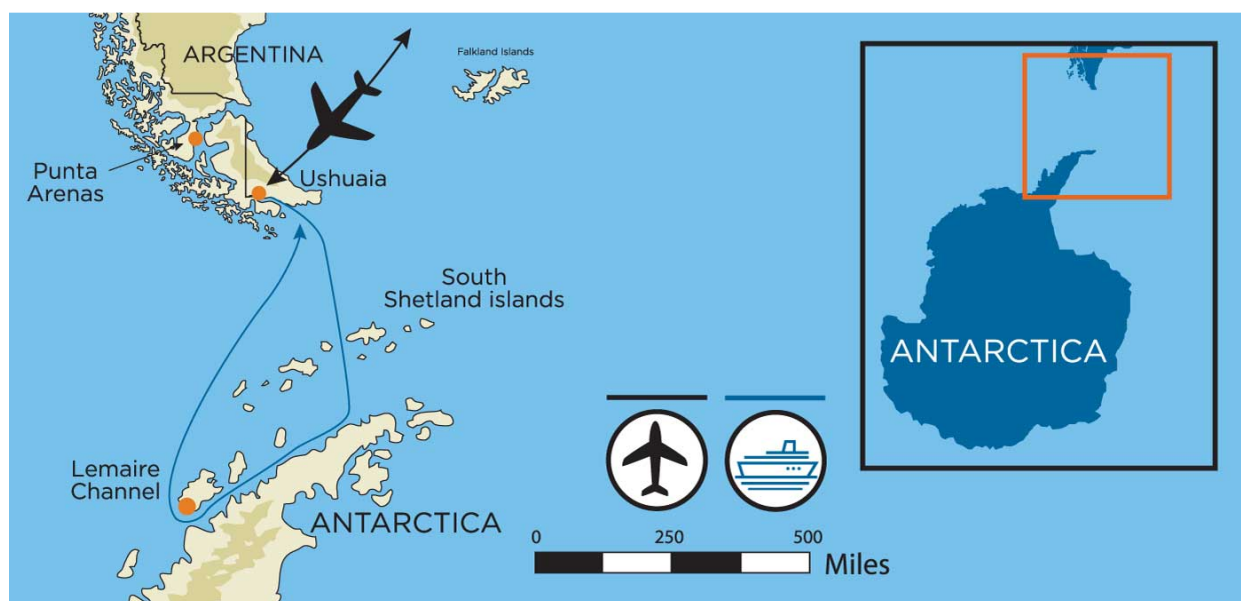 ARGENTINA
Falkland Islands
Punta
Arenas
Ushuaia
South
Shetland islands
Lemaire
Channel
ANTARCTICA
ANTARCTICA
0 250 500
Miles